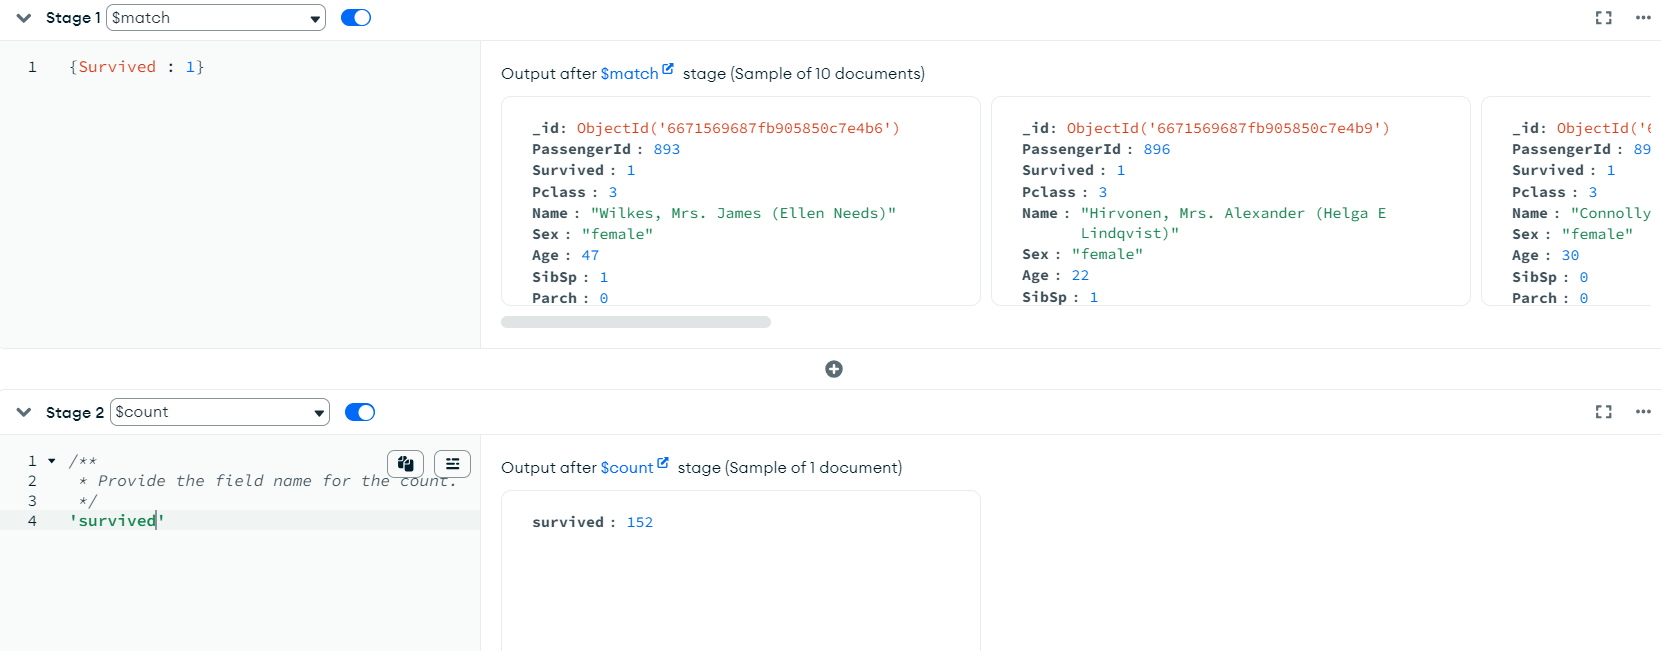 Stage 1 $match
1 {Survived : 1}
Output after $match stage (Sample of 10 documents)
_id: ObjectId('6671569687fb905850c7e4b6')
PassengerId : 893
Survived : 1
Pclass : 3
Name : "Wilkes, Mrs. James (Ellen Needs)"
Sex : "female"
Age : 47
SibSp : 1
Parch : 0
_id: ObjectId('6671569687fb905850c7e4b9')
PassengerId : 896
Survived : 1
Pclass : 3
Name : "Hirvonen, Mrs. Alexander (Helga E
Lindqvist)"
Sex : "female"
Age : 22
SibSp : 1
_id: ObjectId('6
PassengerId : 89
Survived : 1
Pclass : 3
Name : "Connolly
Sex : "female"
Age : 30
SibSp : 0
Parch : 0
Stage 2 $count
1 /**
2 * Provide the field name for the count.
3 */
4 'survived'
Output after $count stage (Sample of 1 document)
survived : 152